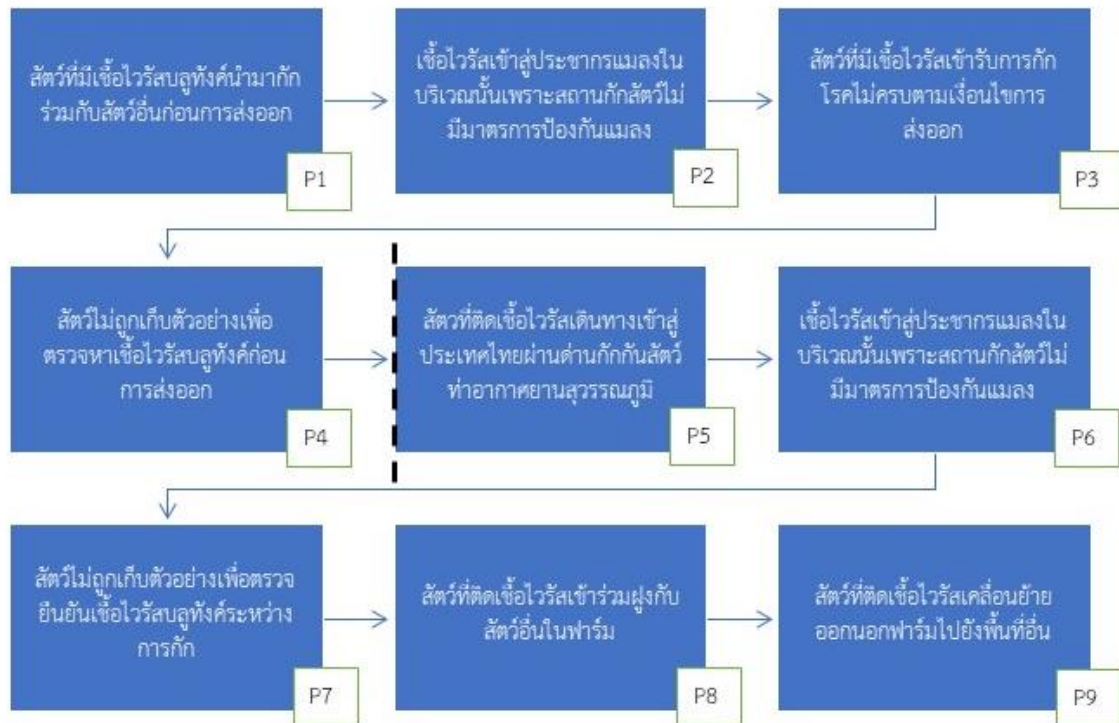 สัตว์ที่มีเชื้อไวรัสบลูทังค์นำมากัก
ร่วมกับสัตว์อื่นก่อนการส่งออก
P1
เชื้อไวรัสเข้าสู่ประชากรแมลงใน
บริเวณนั้นเพราะสถานกักสัตว์ไม่
มีมาตรการป้องกันแมลง
P2
สัตว์ที่มีเชื้อไวรัสเข้ารับการกัก
โรคไม่ครบตามเงื่อนไขการ
ส่งออก
P3
สัตว์ไม่ถูกเก็บตัวอย่างเพื่อ
ตรวจหาเชื้อไวรัสบลูทังค์ก่อน
การส่งออก
P4
สัตวที่ติดเชื้อไวรัสเดินทางเข้าสู่
ประเทศไทยผ่านด่านกักกันสัตว์
ท่าอากาศยานสุวรรณภูมิ
P5
เชื้อไวรัสเข้าสู่ประชากรแมลงใน
บริเวณนั้นเพราะสถานกักสัตว์ไม่
มีมาตรการป้องกันแมลง
P6
สัตว์ไม่ถูกเก็บตัวอย่างเพื่อตรวจ
ยืนยันเชื้อไวรัสบลูทังค์ระหว่าง
การกัก
P7
สัตว์ที่ติดเชื้อไวรัสเข้าร่วมฝูงกับ
สัตว์อื่นในฟาร์ม
P8
สัตว์ที่ติดเชื้อไวรัสเคลื่อนย้าย
ออกนอกฟาร์มไปยังพื้นที่อื่น
P9